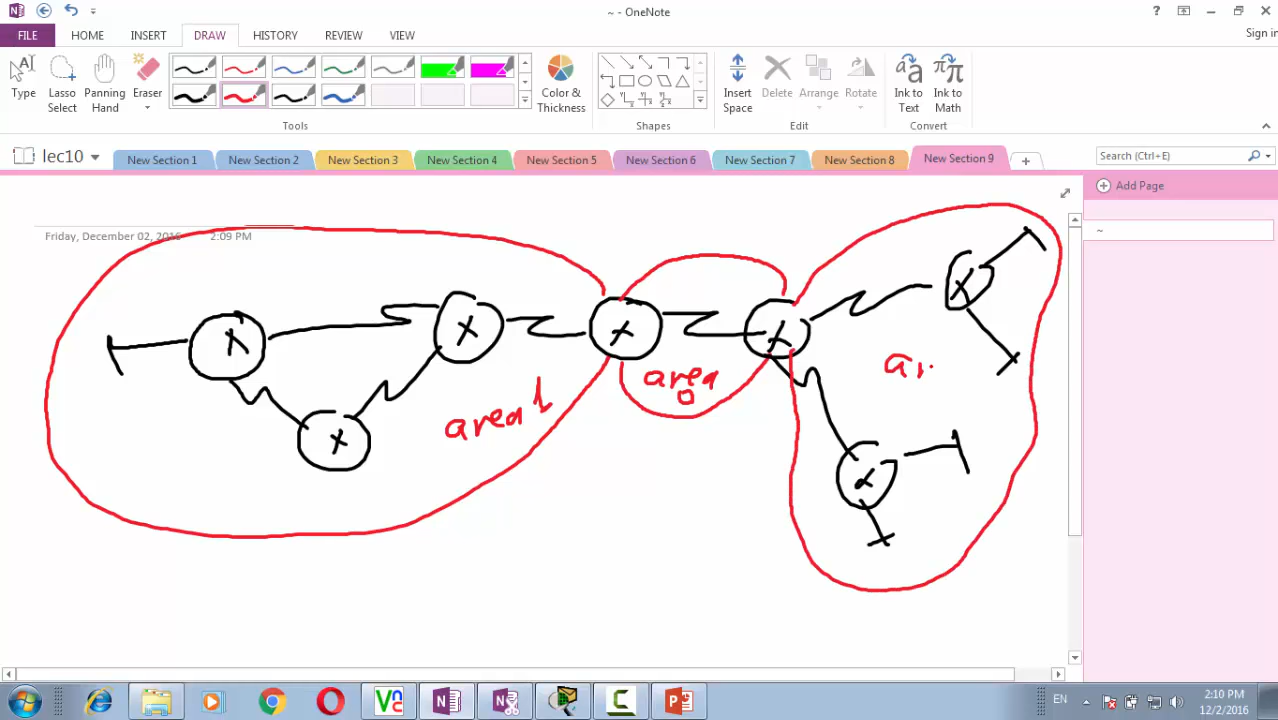 ~ - OneNote
?
FILE HOME INSERT DRAW HISTORY REVIEW VIEW Sign in
Type Lasso Select Panning Hand Eraser Color & Thickness Insert Space Delete Arrange Rotate Ink to Text Ink to Math
Tools Shapes Edit Convert
lec10 New Section 1 New Section 2 New Section 3 New Section 4 New Section 5 New Section 6 New Section 7 New Section 8 New Section 9 Search (Ctrl+E)
Add Page
~
Friday, December 02, 2016 2:09 PM
area 1
area
0
ar
EN
2:10 PM
12/2/2016